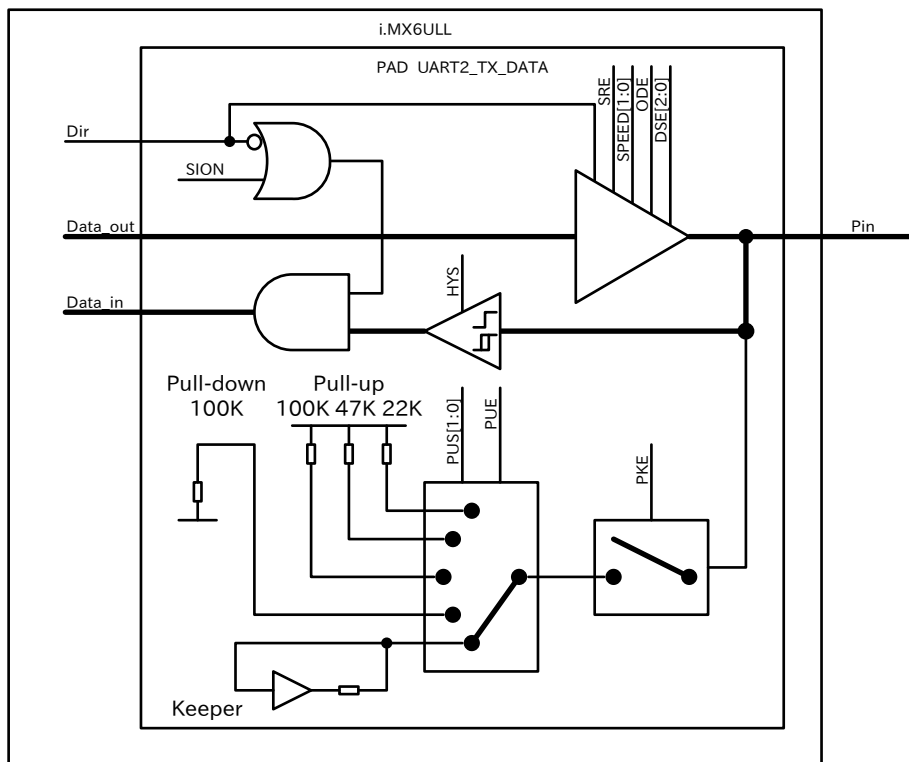 i.MX6ULL
PAD UART2_TX_DATA
SRE
SPEED[1:0]
ODE
DSE[2:0]
Dir
SION
Data_out
Pin
Data_in
HYS
Pull-down
100K
Pull-up
100K 47K 22K
PUS[1:0]
PUE
PKE
Keeper